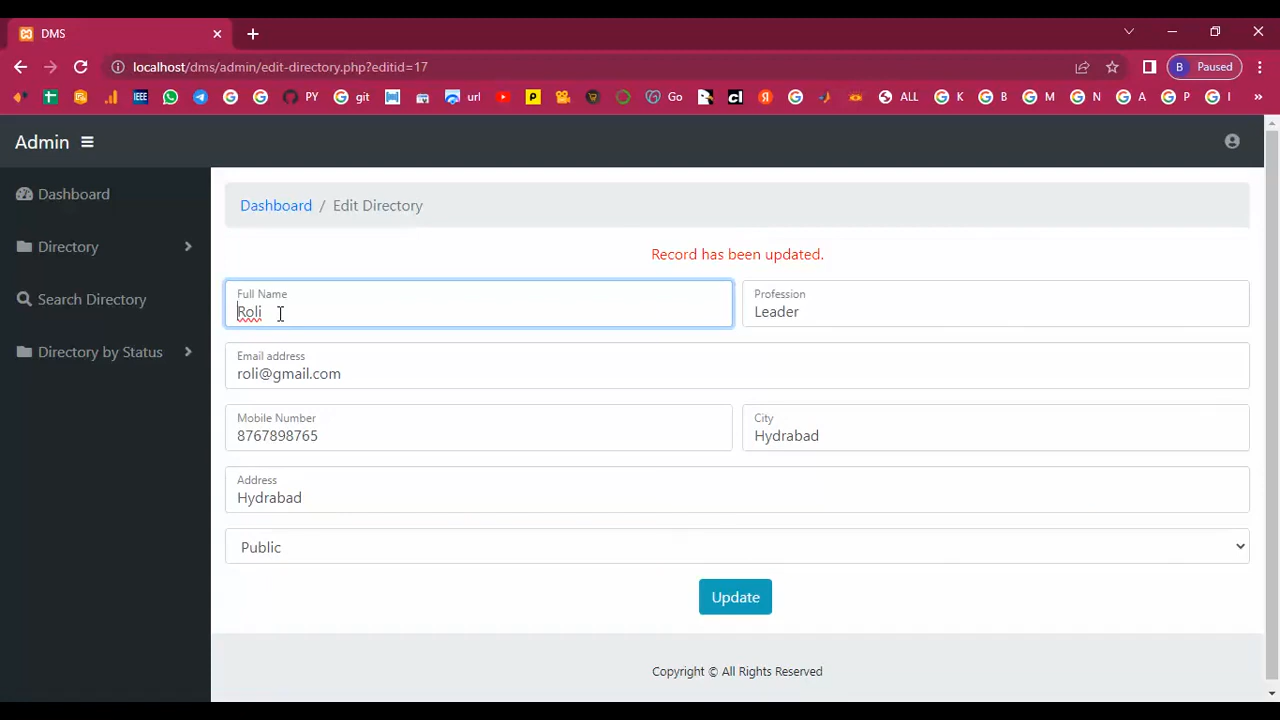 DMS
localhost/dms/admin/edit-directory.php?editid=17
B Paused
IEEE PY git url P Go cl ALL K B M N A P I »
Admin
Dashboard
Directory
Search Directory
Directory by Status
Dashboard / Edit Directory
Record has been updated.
Full Name
Roli
Profession
Leader
Email address
roli@gmail.com
Mobile Number
8767898765
City
Hydrabad
Address
Hydrabad
Public
Update
Copyright © All Rights Reserved